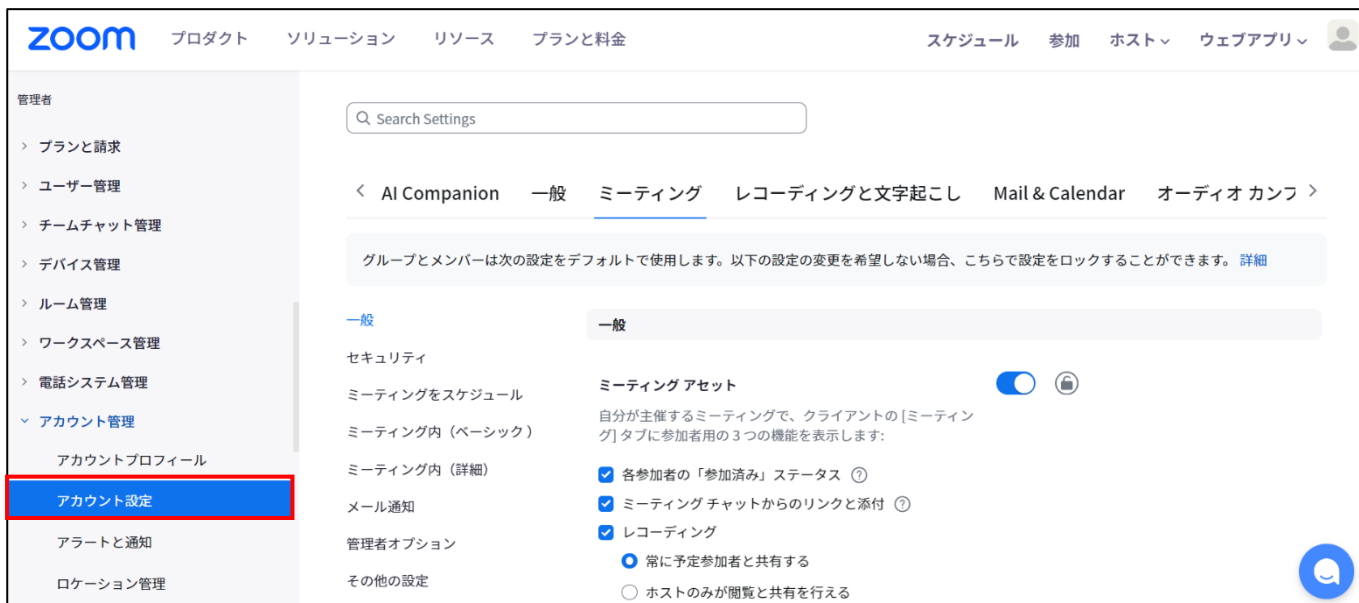 zoom プロダクト ソリューション リソース プランと料金 スケジュール 参加 ホスト ウェブアプリ
管理者
プランと請求
ユーザー管理
チームチャット管理
デバイス管理
ルーム管理
ワークスペース管理
電話システム管理
アカウント管理
アカウントプロフィール
アカウント設定
アラートと通知
ロケーション管理
Search Settings
AI Companion 一般 ミーティング レコーディングと文字起こし Mail & Calendar オーディオ カンフ
グループとメンバーは次の設定をデフォルトで使用します。以下の設定の変更を希望しない場合、こちらで設定をロックすることができます。 詳細
一般
セキュリティ
ミーティングをスケジュール
ミーティング内（ベーシック）
ミーティング内（詳細）
メール通知
管理者オプション
その他の設定
一般
ミーティング アセット
自分が主催するミーティングで、クライアントの [ミーティン
グ] タブに参加者用の 3 つの機能を表示します:
各参加者の「参加済み」ステータス ?
ミーティング チャットからのリンクと添付 ?
レコーディング
常に予定参加者と共有する
ホストのみが閲覧と共有を行える